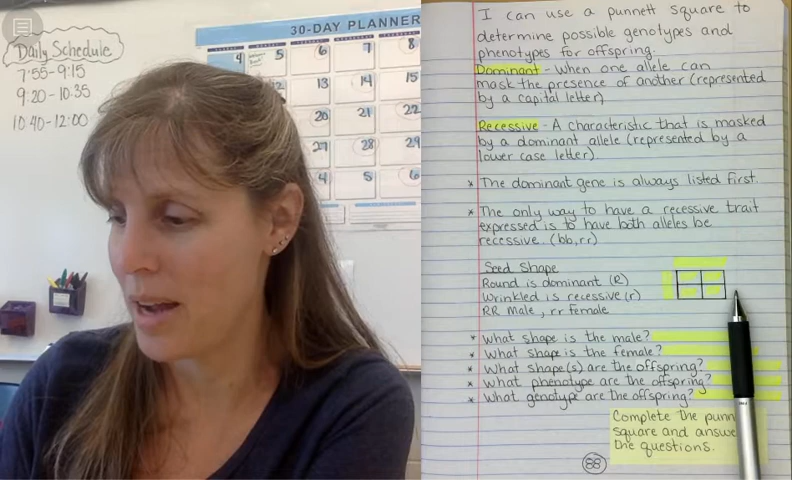 Daily Schedule
7:55-9:15
9:20-10:35
10:40-12:00
30-DAY PLANNER
4 5 6 7 8
12 13 14 15
20 21 22
27 28 29
4 5 6
I can use a punnett square to
determine possible genotypes and
phenotypes for offspring.
Dominant - When one allele can
mask the presence of another (represented
by a capital letter)
Recessive - A characteristic that is masked
by a dominant allele (represented by a
lower case letter)
* The dominant gene is always listed first.
* The only way to have a recessive trait
expressed is to have both alleles be
recessive. (bb, rr)
Seed Shape
Round is dominant (R)
Wrinkled is recessive (r)
RR Male, rr female
* What shape is the male?
* What shape is the female?
* What shape(s) are the offspring?
* What phenotype are the offspring?
* What genotype are the offspring?
Complete the punn
square and answe
the questions.
88